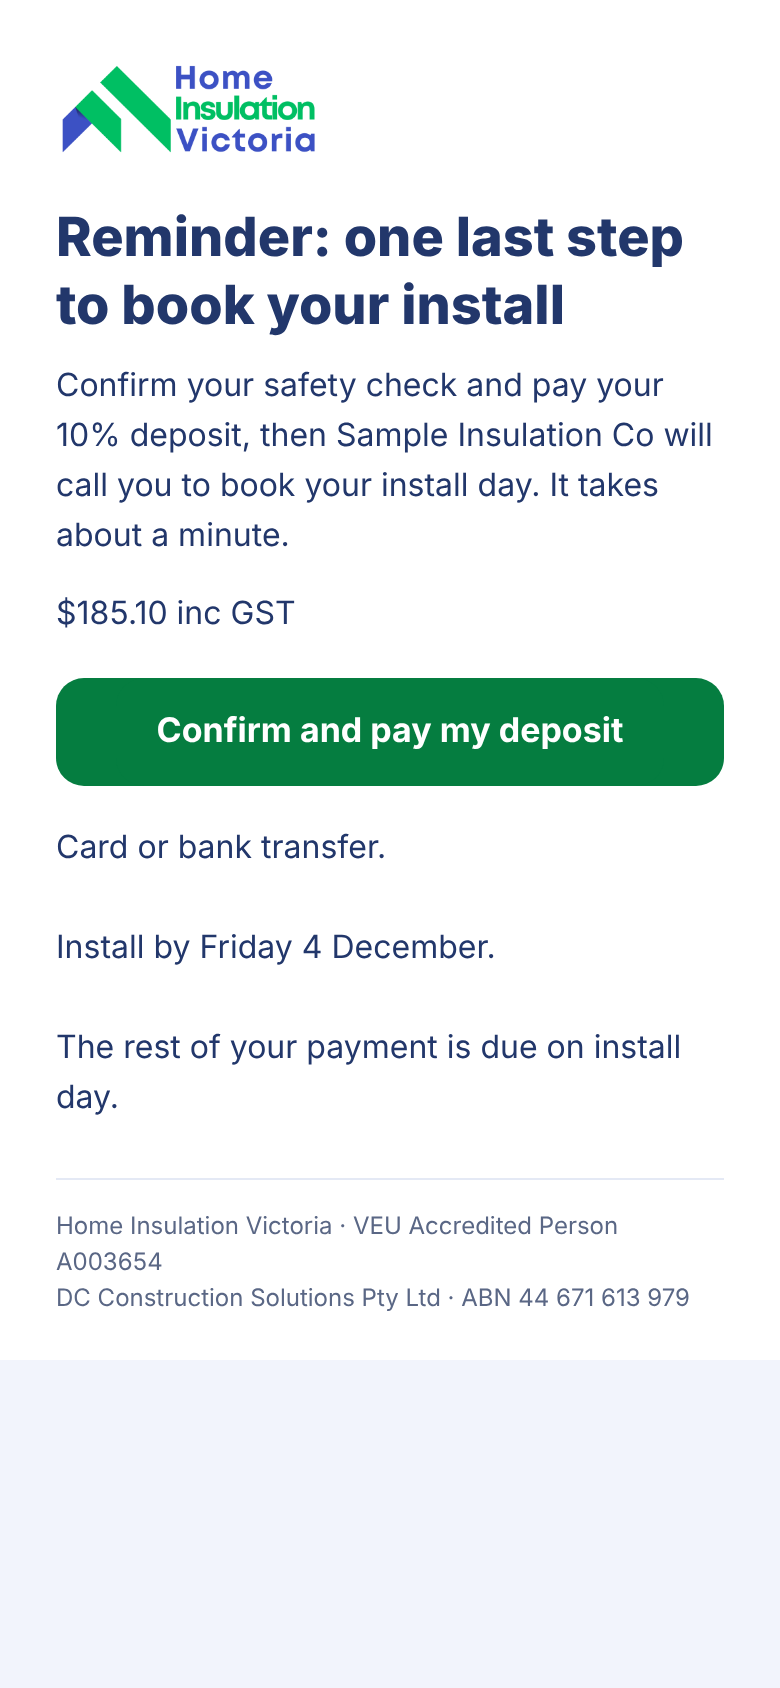 Home
Insulation
Victoria
Reminder: one last step
to book your install
Confirm your safety check and pay your
10% deposit, then Sample Insulation Co will
call you to book your install day. It takes
about a minute.
$185.10 inc GST
Confirm and pay my deposit
Card or bank transfer.
Install by Friday 4 December.
The rest of your payment is due on install
day.
Home Insulation Victoria · VEU Accredited Person
A003654
DC Construction Solutions Pty Ltd · ABN 44 671 613 979